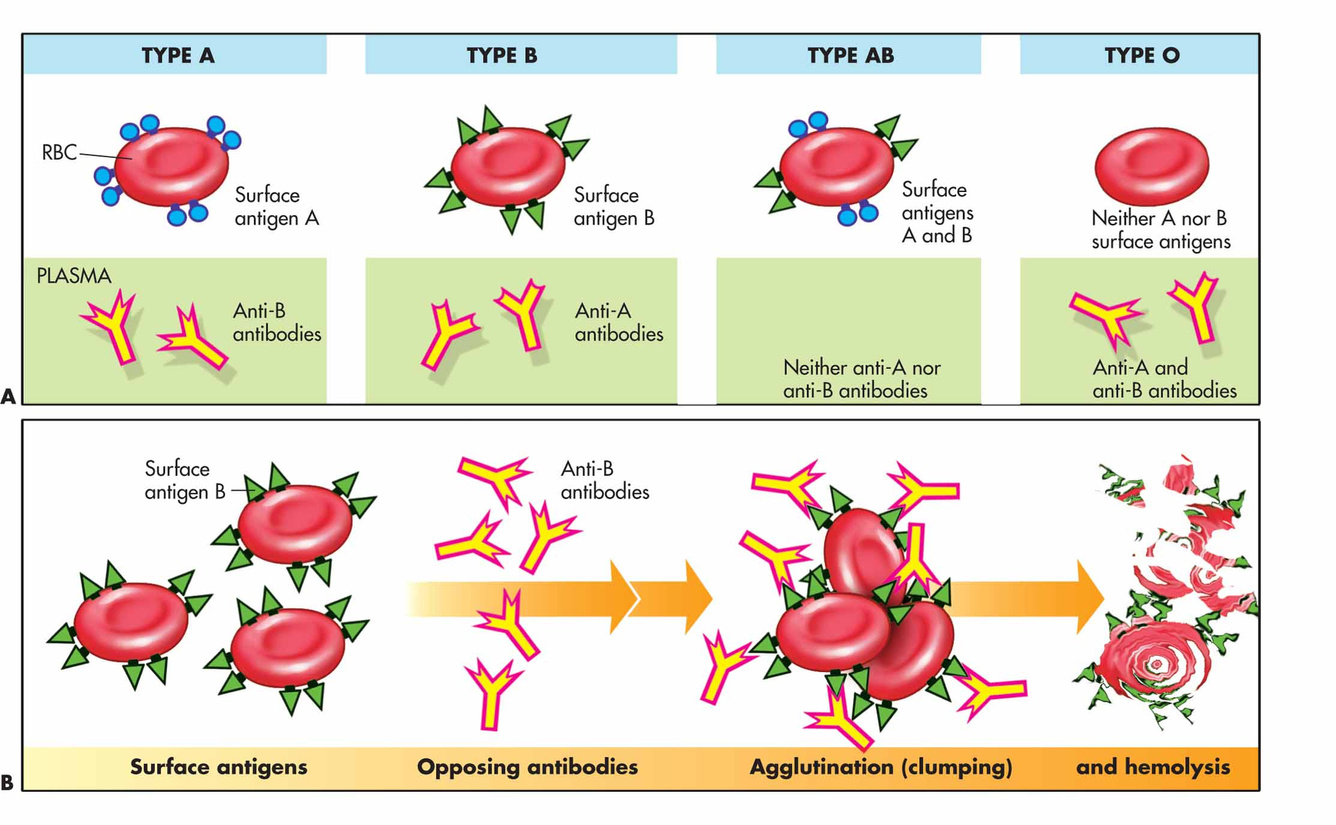 TYPE A
TYPE B
TYPE AB
TYPE O
RBC
Surface
antigen A
Surface
antigen B
Surface
antigens
A and B
Neither A nor B
surface antigens
PLASMA
Anti-B
antibodies
Anti-A
antibodies
Neither anti-A nor
anti-B antibodies
Anti-A and
anti-B antibodies
A
Surface
antigen B
Anti-B
antibodies
Surface antigens
Opposing antibodies
Agglutination (clumping)
and hemolysis
B